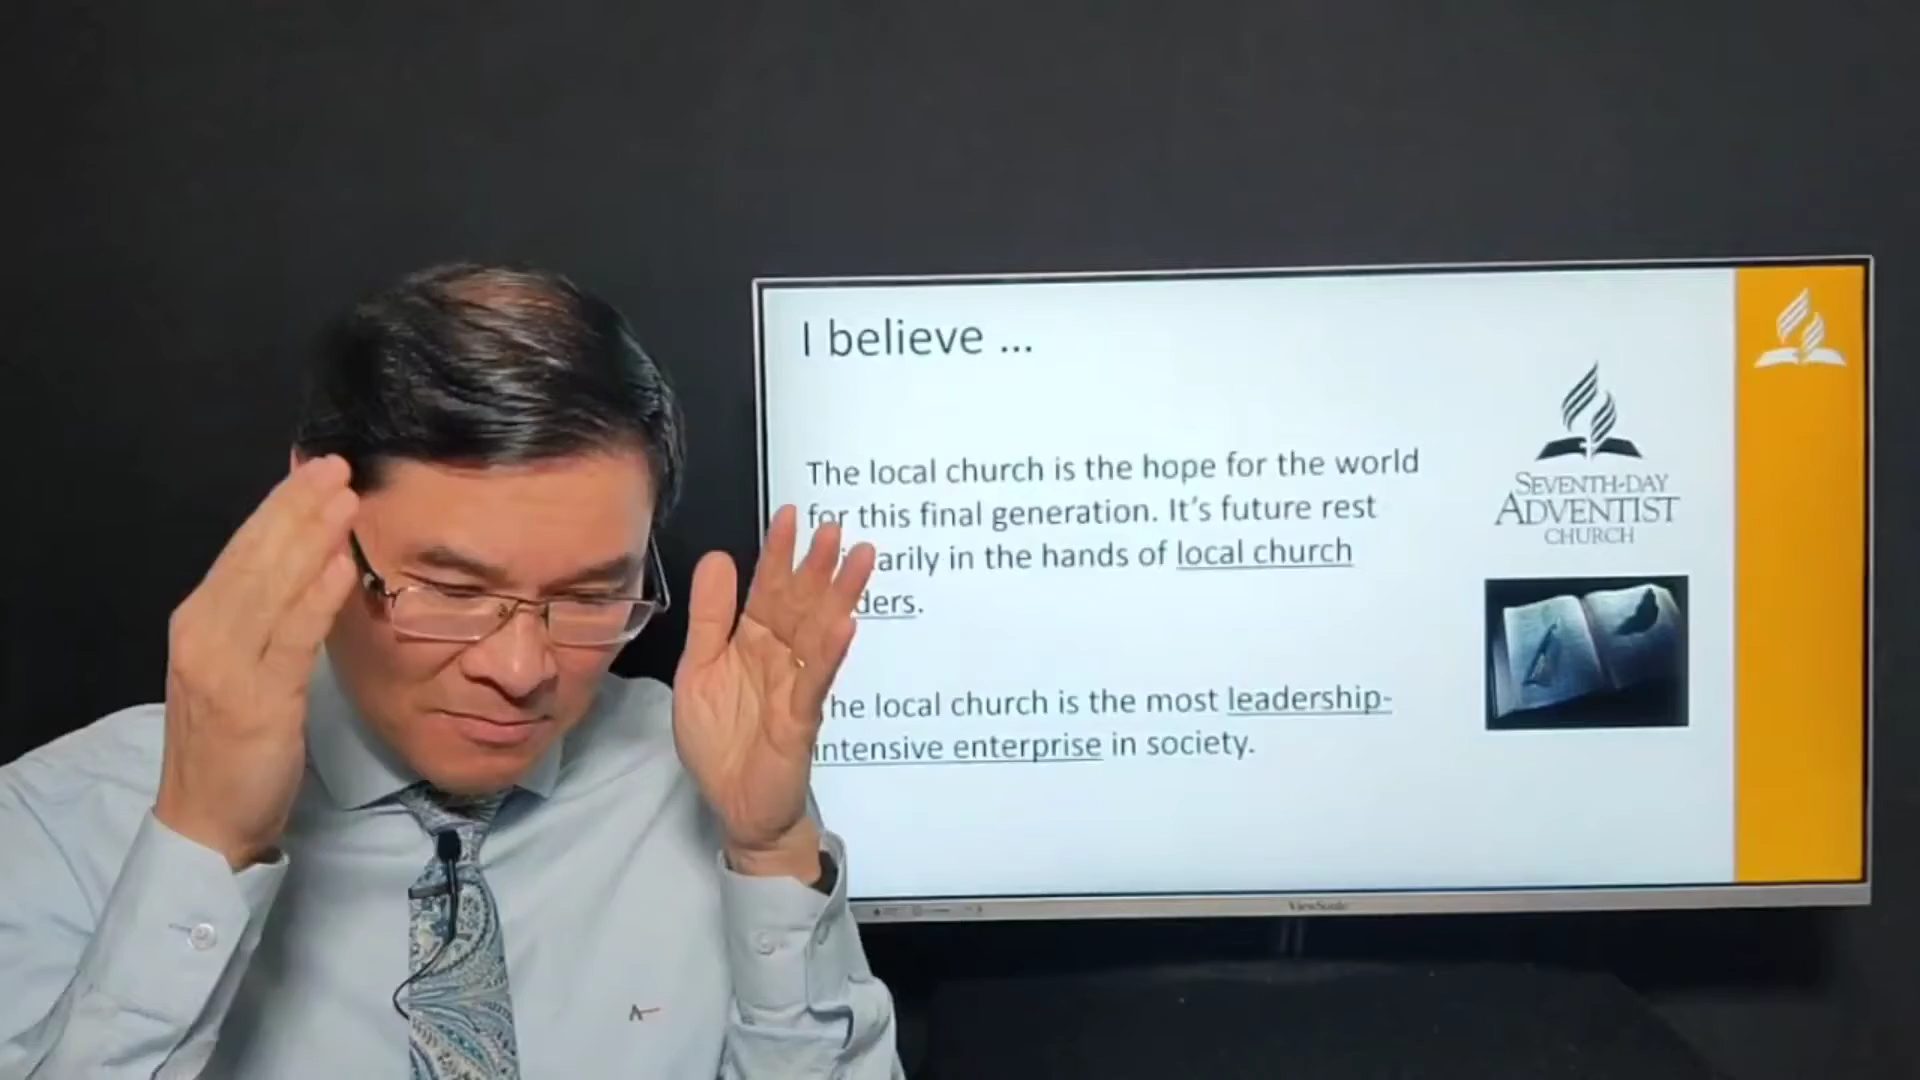 I believe ...
The local church is the hope for the world
for this final generation. It's future rest
arily in the hands of local church
ders.
he local church is the most leadership-
intensive enterprise in society.
SEVENTH-DAY
ADVENTIST
CHURCH
ViewSonic